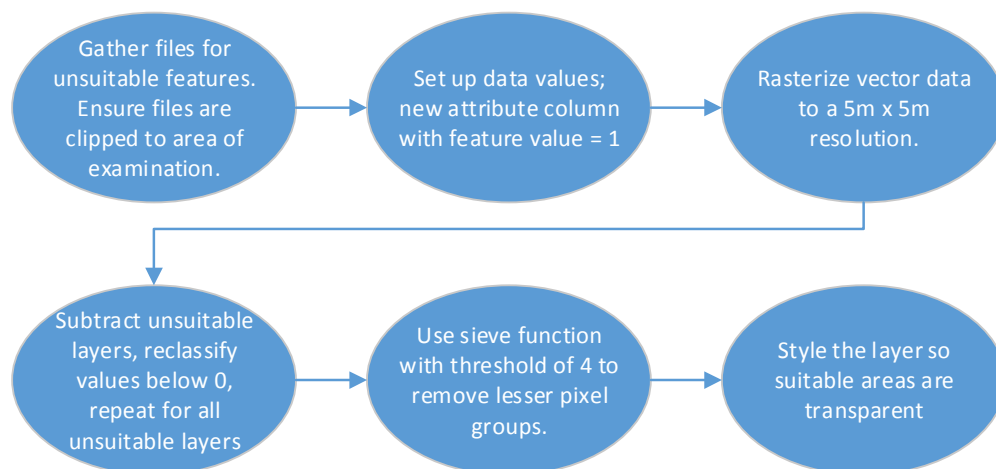 Gather files for
unsuitable features.
Ensure files are
clipped to area of
examination.
Set up data values;
new attribute column
with feature value = 1
Rasterize vector data
to a 5m x 5m
resolution.
Subtract unsuitable
layers, reclassify
values below 0,
repeat for all
unsuitable layers
Use sieve function
with threshold of 4 to
remove lesser pixel
groups.
Style the layer so
suitable areas are
transparent